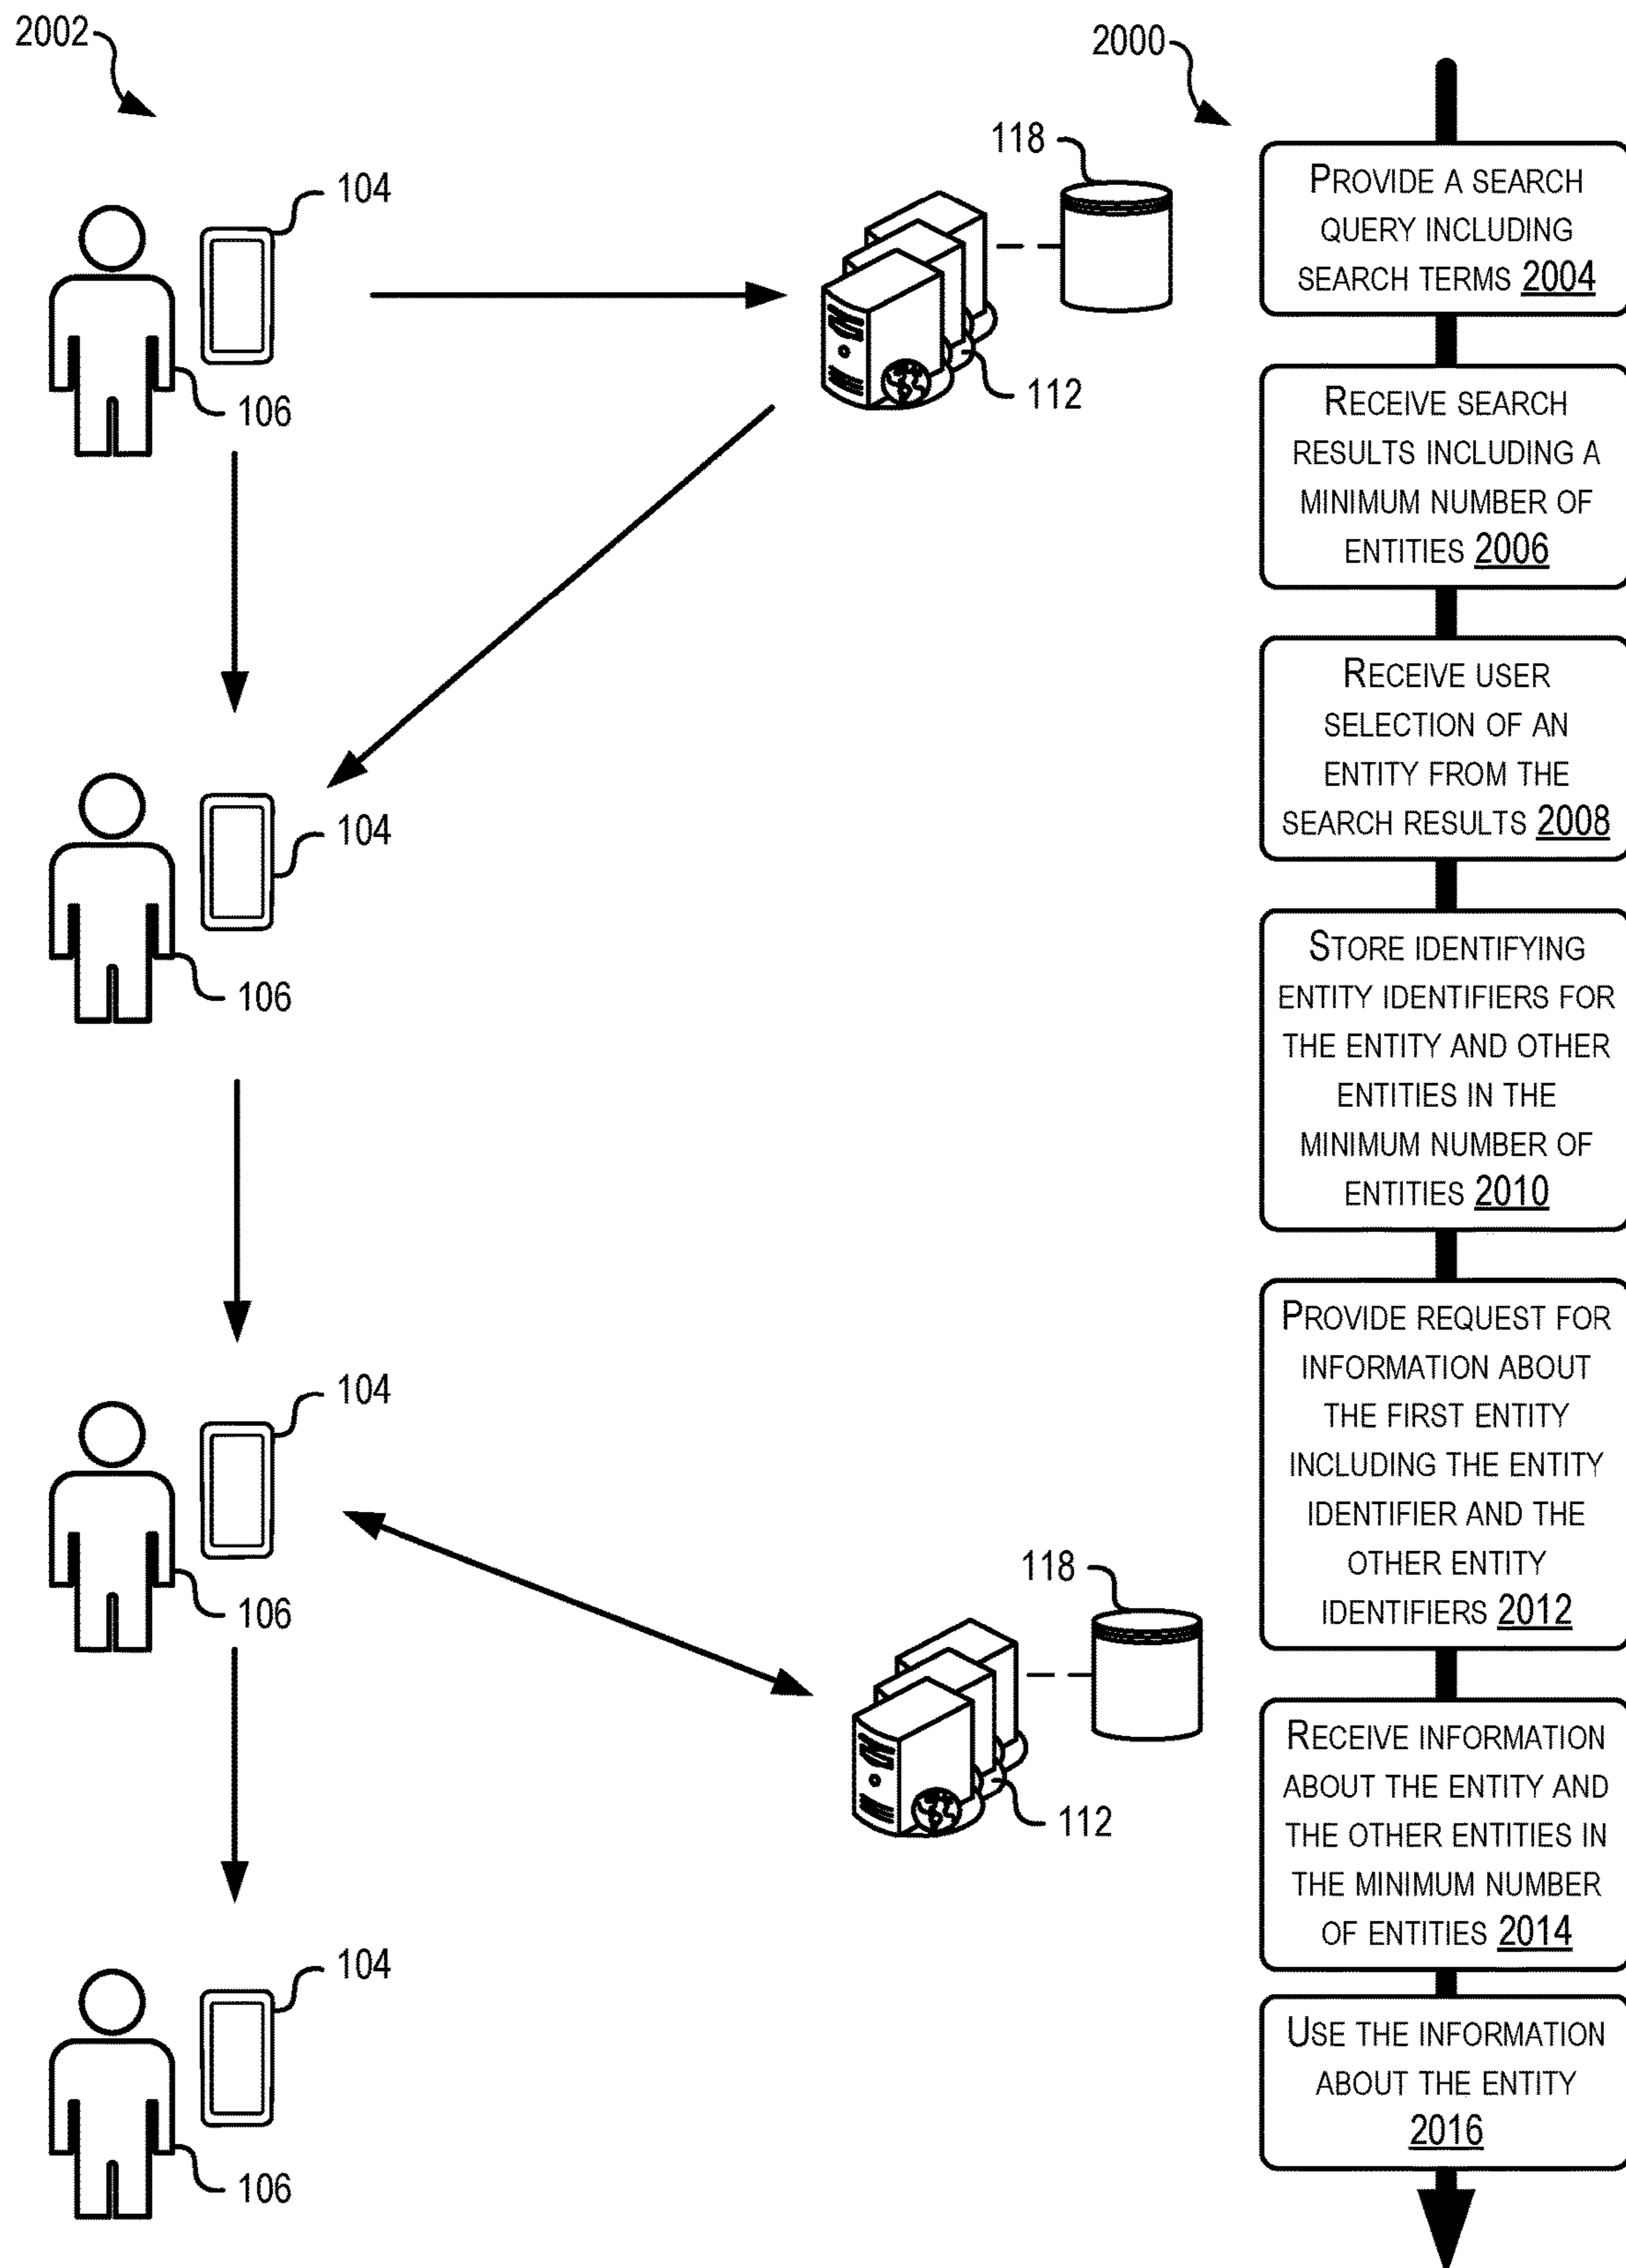 2002
2000
118
104
PROVIDE A SEARCH
QUERY INCLUDING
SEARCH TERMS 2004
112
106
RECEIVE SEARCH
RESULTS INCLUDING A
MINIMUM NUMBER OF
ENTITIES 2006
RECEIVE USER
SELECTION OF AN
ENTITY FROM THE
SEARCH RESULTS 2008
104
106
STORE IDENTIFYING
ENTITY IDENTIFIERS FOR
THE ENTITY AND OTHER
ENTITIES IN THE
MINIMUM NUMBER OF
ENTITIES 2010
104
106
118
112
PROVIDE REQUEST FOR
INFORMATION ABOUT
THE FIRST ENTITY
INCLUDING THE ENTITY
IDENTIFIER AND THE
OTHER ENTITY
IDENTIFIERS 2012
RECEIVE INFORMATION
ABOUT THE ENTITY AND
THE OTHER ENTITIES IN
THE MINIMUM NUMBER
OF ENTITIES 2014
104
106
USE THE INFORMATION
ABOUT THE ENTITY
2016